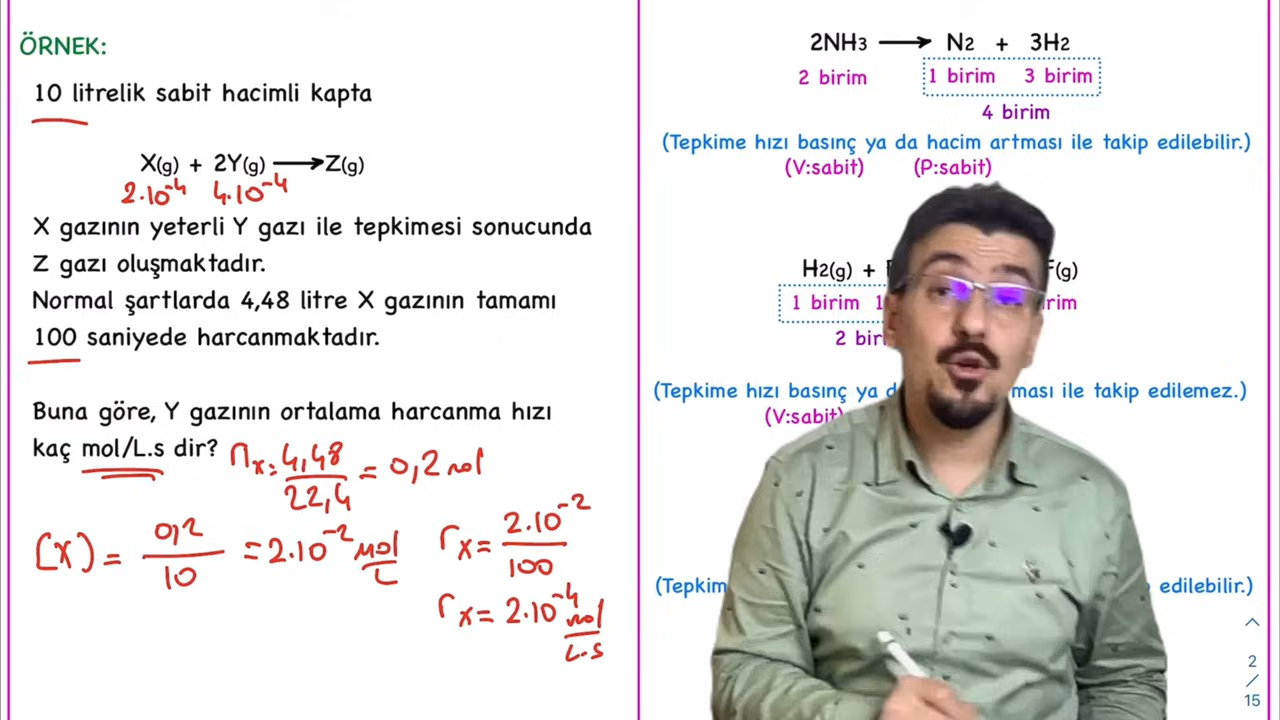 ÖRNEK:
10 litrelik sabit hacimli kapta
X(g) + 2Y(g) ⟶ Z(g)
2.10⁻⁴ 4.10⁻⁴
X gazının yeterli Y gazı ile tepkimesi sonucunda
Z gazı oluşmaktadır.
Normal şartlarda 4,48 litre X gazının tamamı
100 saniyede harcanmaktadır.
Buna göre, Y gazının ortalama harcanma hızı
kaç mol/L.s dir?
nx = 4,48/22,4 = 0,2 mol
[X] = 0,2/10 = 2.10⁻² mol/L
rx = 2.10⁻²/100
rx = 2.10⁻⁴ mol/L.s
2NH₃ ⟶ N₂ + 3H₂
2 birim 1 birim 3 birim
4 birim
(Tepkime hızı basınç ya da hacim artması ile takip edilebilir.)
(V:sabit) (P:sabit)
H₂(g) +
1 birim 1
2
(Tepkime hızı basınç ya ile takip edilemez.)
(V:sabit)
edilebilir.)
2
/
15